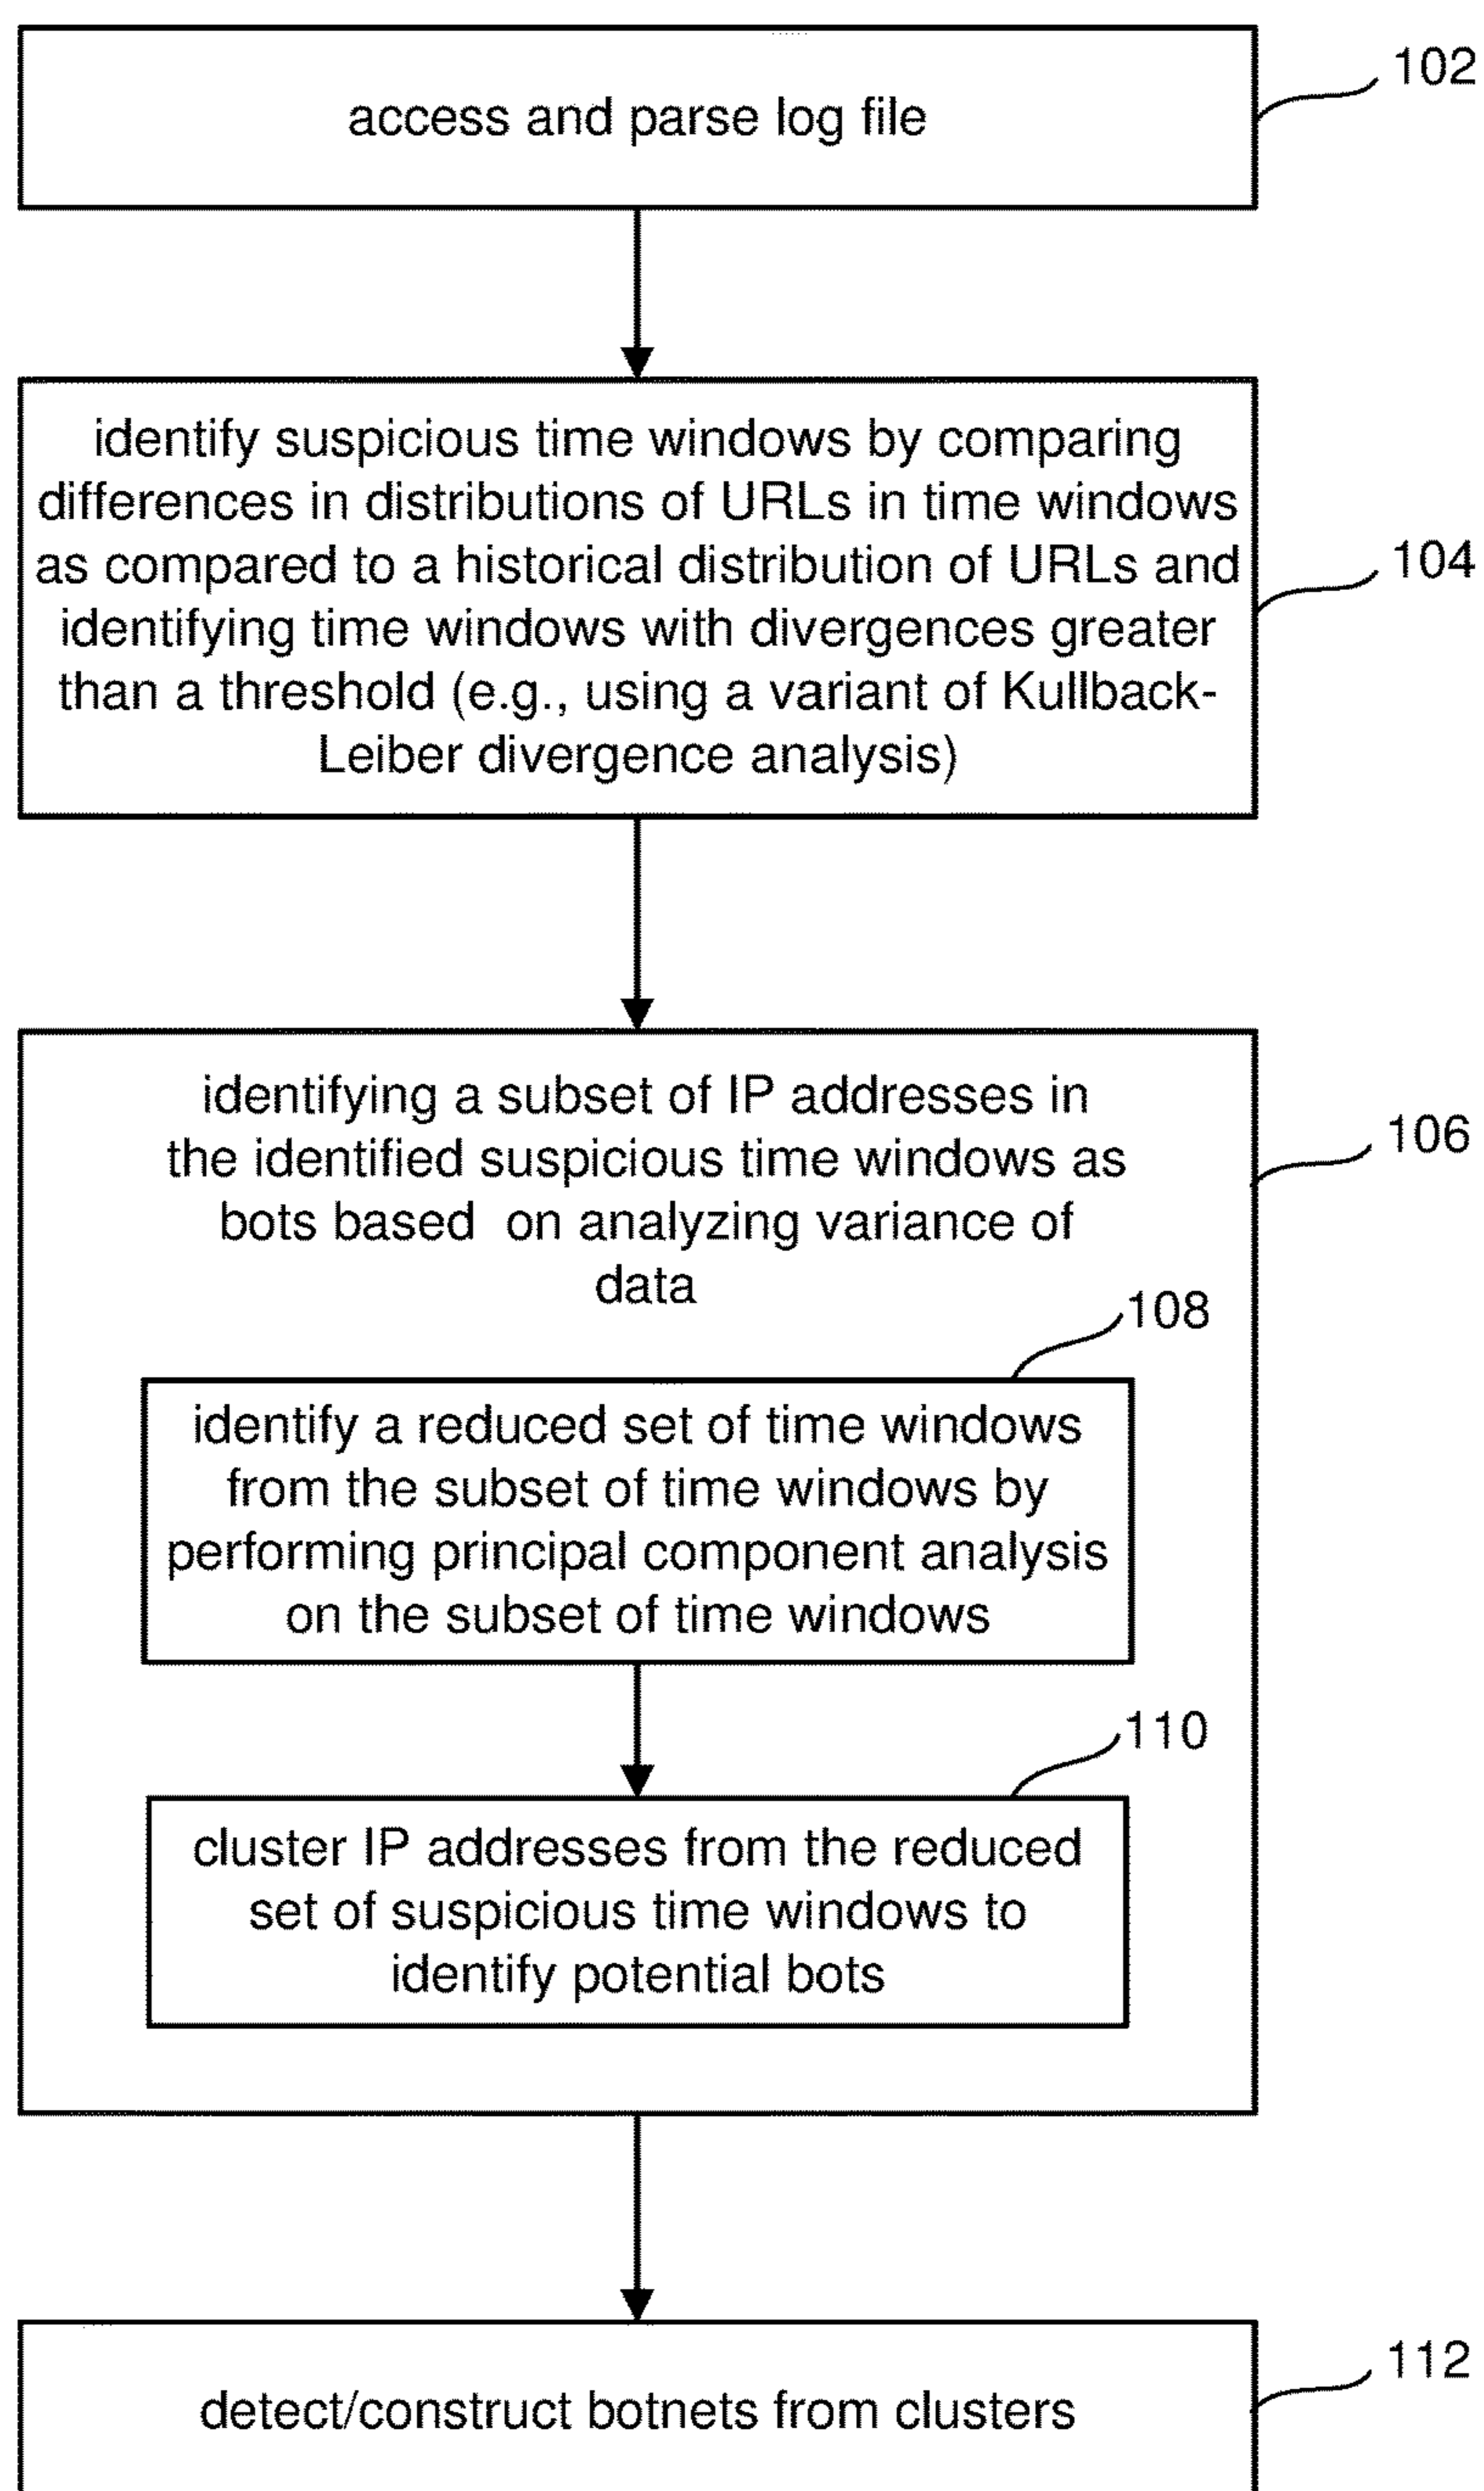 access and parse log file
102
identify suspicious time windows by comparing
differences in distributions of URLs in time windows
as compared to a historical distribution of URLs and
identifying time windows with divergences greater
than a threshold (e.g., using a variant of Kullback-
Leiber divergence analysis)
104
identifying a subset of IP addresses in
the identified suspicious time windows as
bots based on analyzing variance of
data
106
108
identify a reduced set of time windows
from the subset of time windows by
performing principal component analysis
on the subset of time windows
110
cluster IP addresses from the reduced
set of suspicious time windows to
identify potential bots
detect/construct botnets from clusters
112